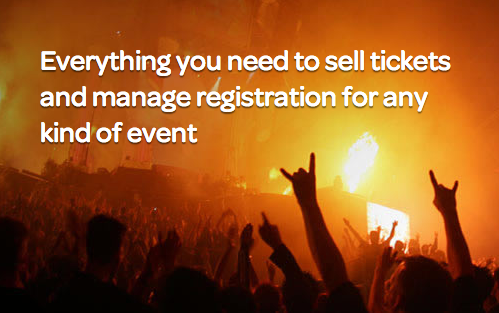 Everything you need to sell tickets
and manage registration for any
kind of event